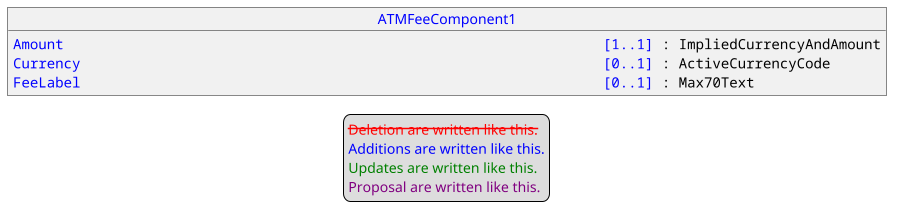 ATMFeeComponent1
Amount [1..1] : ImpliedCurrencyAndAmount
Currency [0..1] : ActiveCurrencyCode
FeeLabel [0..1] : Max70Text
Deletion are written like this.
Additions are written like this.
Updates are written like this.
Proposal are written like this.